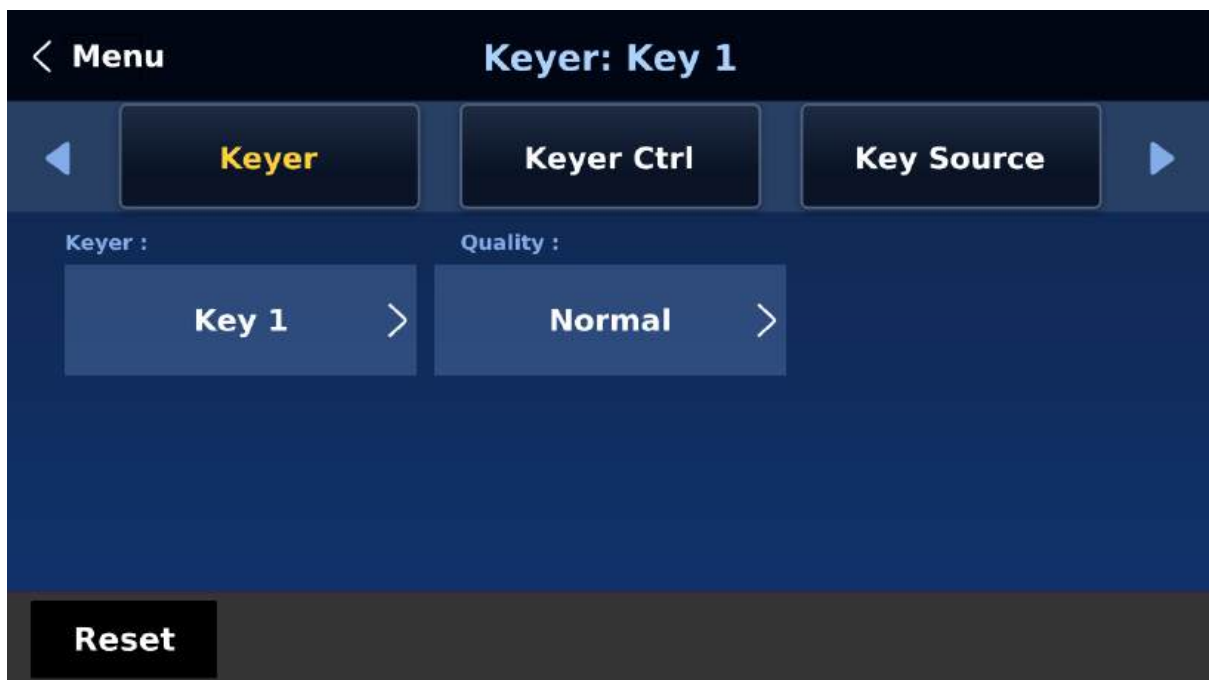 Menu
Keyer: Key 1
Keyer
Keyer Ctrl
Key Source
Keyer :
Quality :
Key 1
Normal
Reset